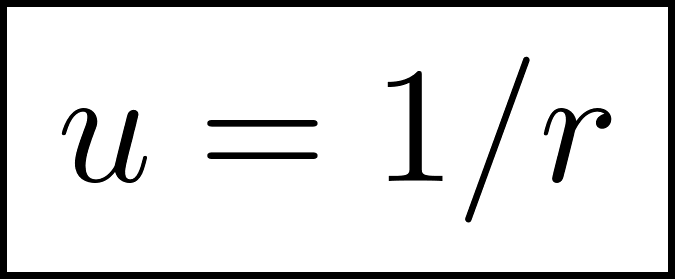 u = 1/r